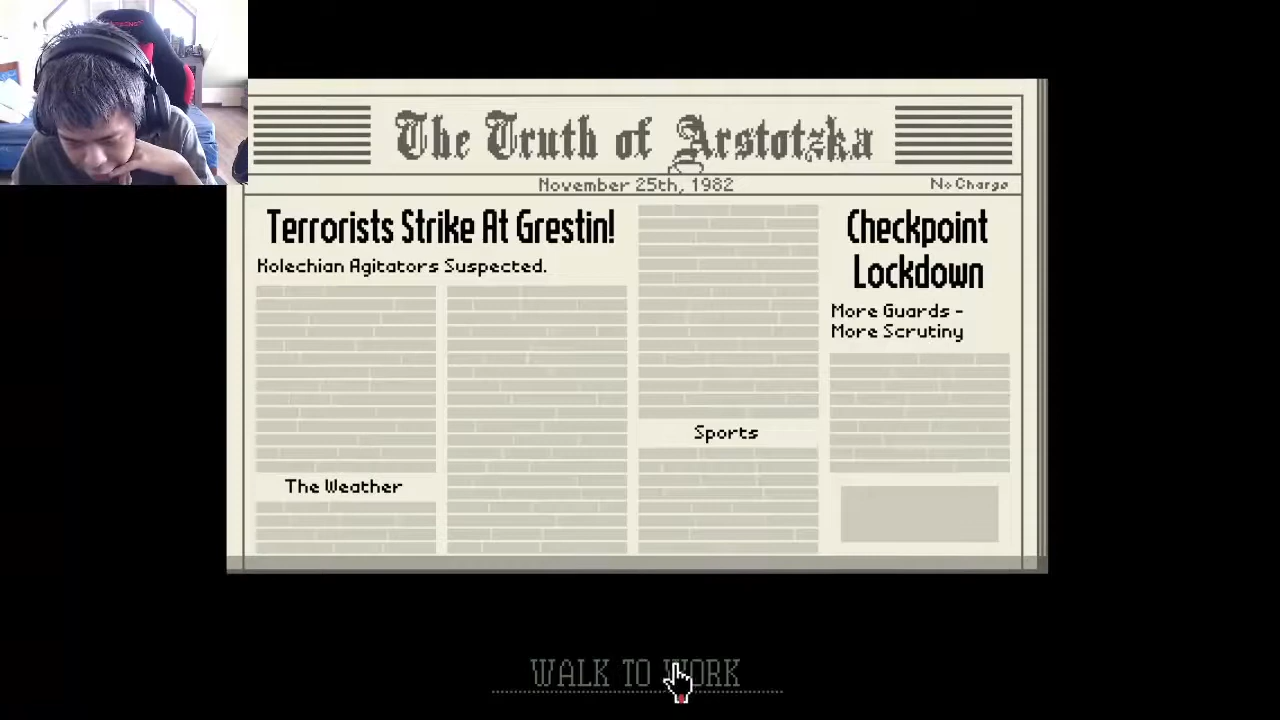 The Truth of Arstotzka
November 25th, 1982
No Charge
Terrorists Strike At Grestin!
Kolechian Agitators Suspected.
The Weather
Sports
Checkpoint
Lockdown
More Guards -
More Scrutiny
WALK TO WORK